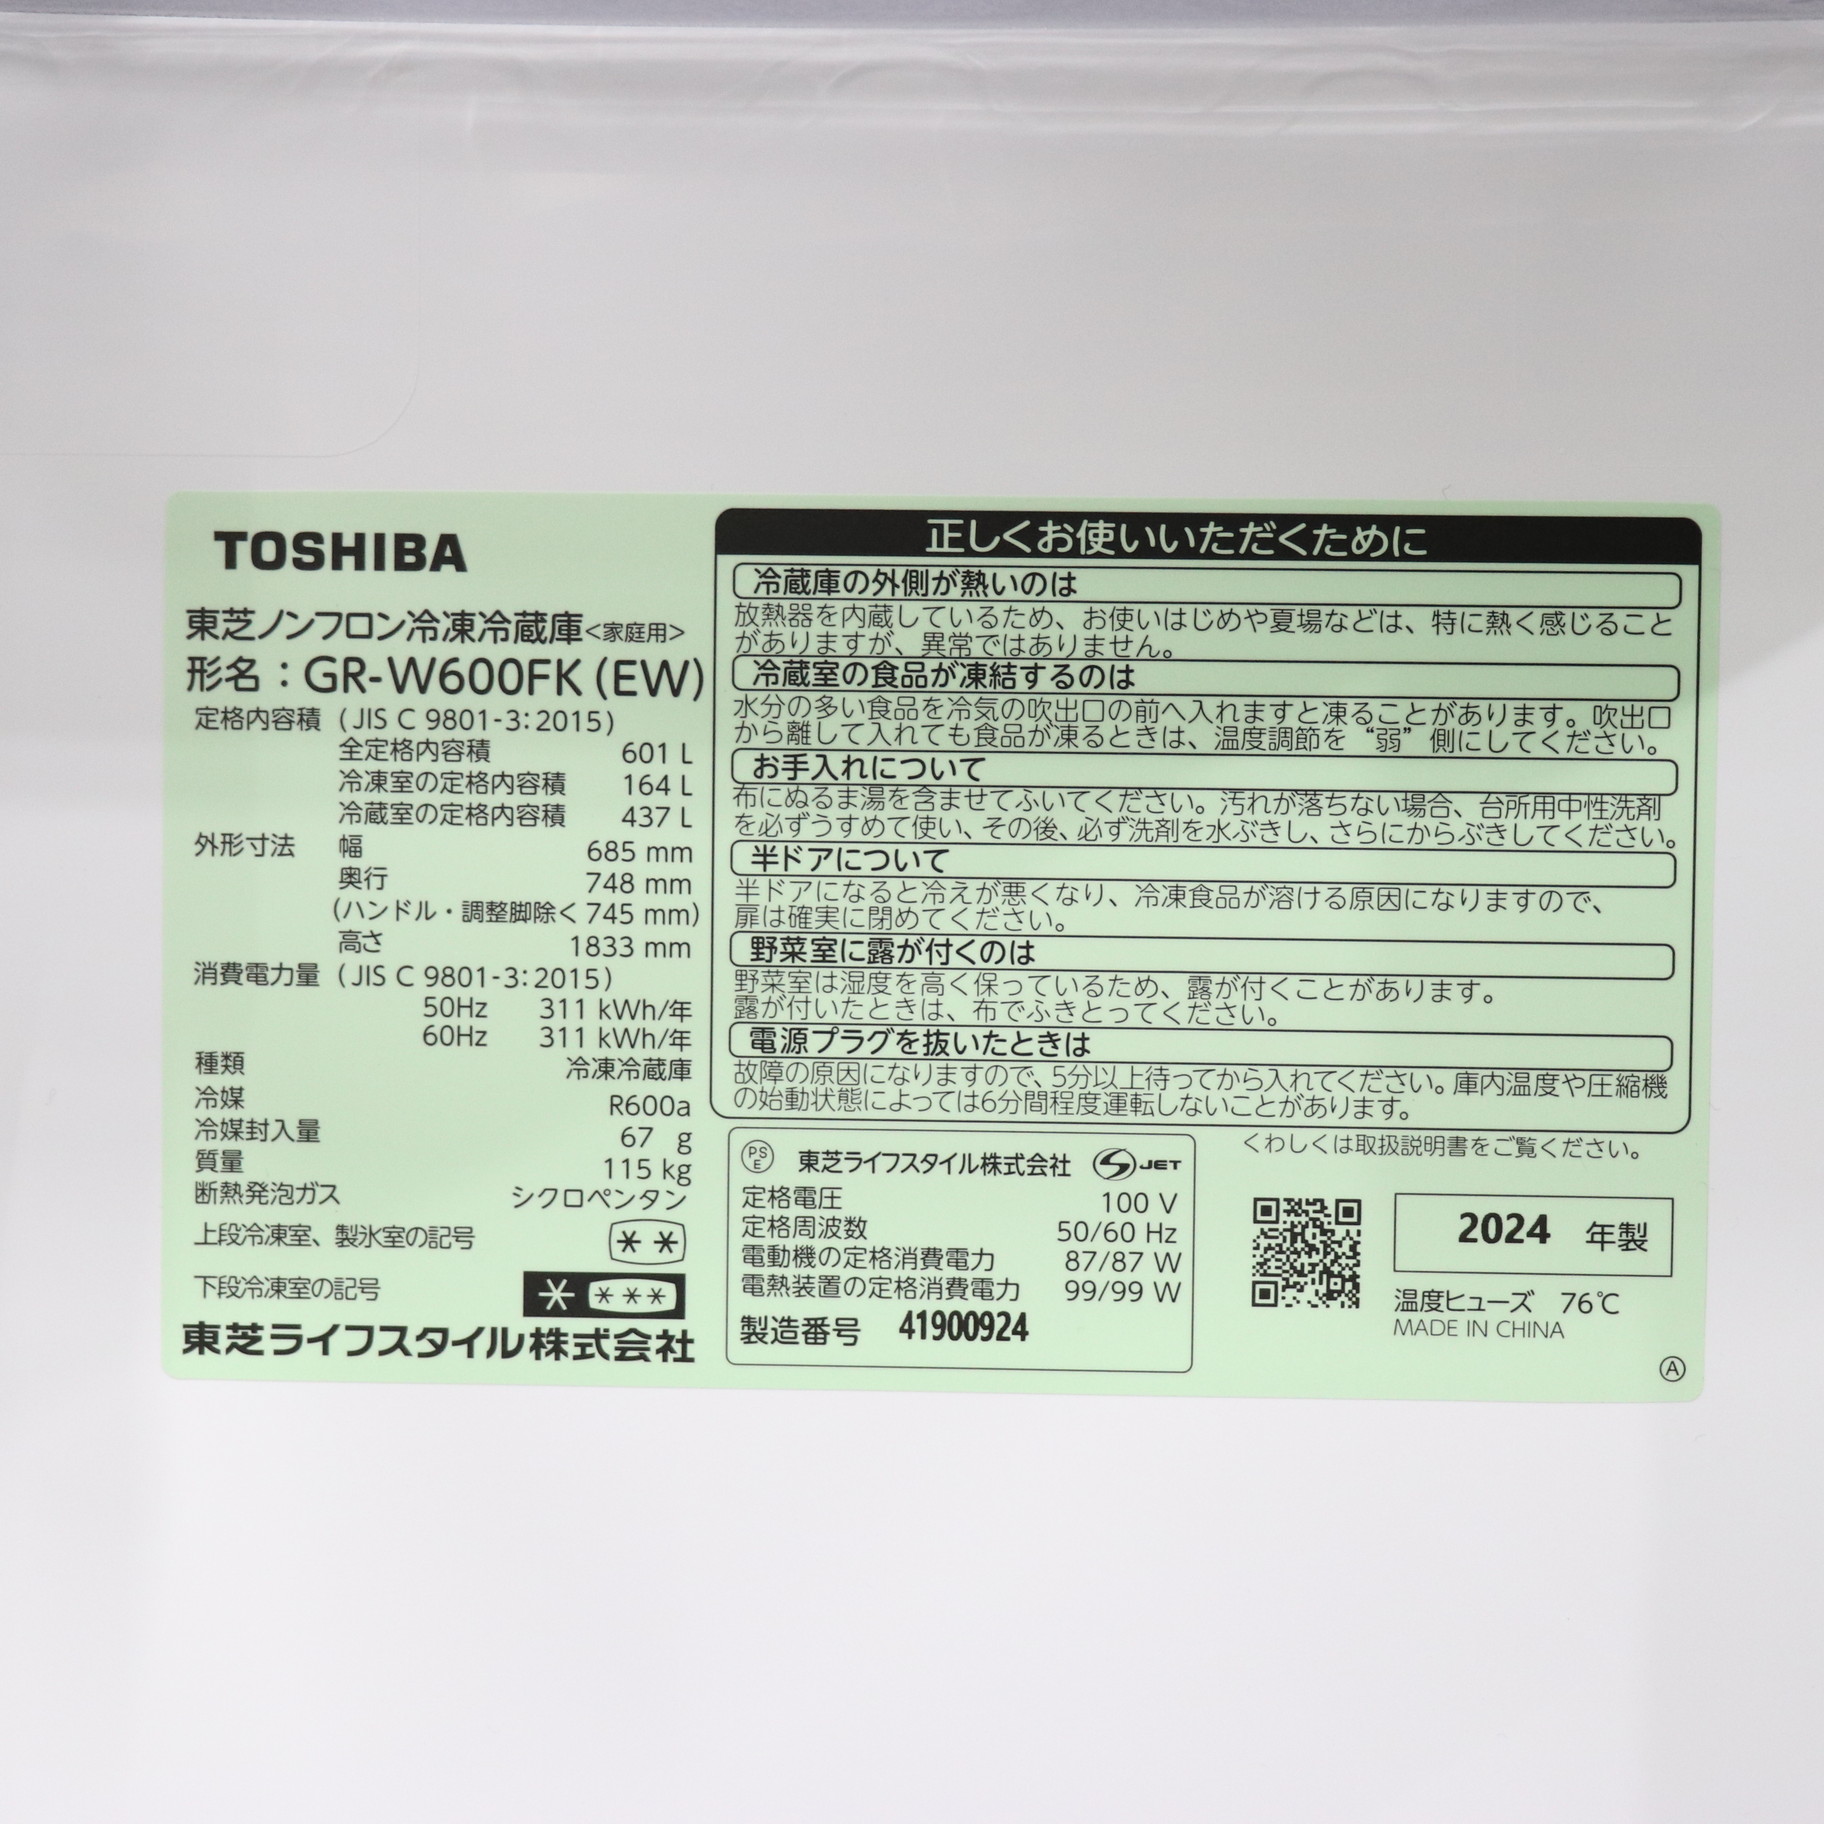 TOSHIBA
東芝ノンフロン冷凍冷蔵庫<家庭用>
形名：GR-W600FK (EW)
定格内容積 (JIS C 9801-3:2015)
全定格内容積 601 L
冷凍室の定格内容積 164 L
冷蔵室の定格内容積 437 L
外形寸法 幅 685 mm
奥行 748 mm
(ハンドル・調整脚除く 745 mm)
高さ 1833 mm
消費電力量 (JIS C 9801-3:2015)
50Hz 311 kWh/年
60Hz 311 kWh/年
種類 冷凍冷蔵庫
冷媒 R600a
冷媒封入量 67 g
質量 115 kg
断熱発泡ガス シクロペンタン
上段冷凍室、製氷室の記号 ＊＊
下段冷凍室の記号 ＊ ＊＊＊
東芝ライフスタイル株式会社
正しくお使いいただくために
冷蔵庫の外側が熱いのは
放熱器を内蔵しているため、お使いはじめや夏場などは、特に熱く感じること
がありますが、異常ではありません。
冷蔵室の食品が凍結するのは
水分の多い食品を冷気の吹出口の前へ入れますと凍ることがあります。吹出口
から離して入れても食品が凍るときは、温度調節を“弱”側にしてください。
お手入れについて
布にぬるま湯を含ませてふいてください。汚れが落ちない場合、台所用中性洗剤
を必ずうすめて使い、その後、必ず洗剤を水ぶきし、さらにからぶきしてください。
半ドアについて
半ドアになると冷えが悪くなり、冷凍食品が溶ける原因になりますので、
扉は確実に閉めてください。
野菜室に露が付くのは
野菜室は湿度を高く保っているため、露が付くことがあります。
露が付いたときは、布でふきとってください。
電源プラグを抜いたときは
故障の原因になりますので、5分以上待ってから入れてください。庫内温度や圧縮機
の始動状態によっては6分間程度運転しないことがあります。
PSE 東芝ライフスタイル株式会社 S JET
定格電圧 100 V
定格周波数 50/60 Hz
電動機の定格消費電力 87/87 W
電熱装置の定格消費電力 99/99 W
製造番号 41900924
くわしくは取扱説明書をご覧ください。
2024 年製
温度ヒューズ 76℃
MADE IN CHINA
Ⓐ